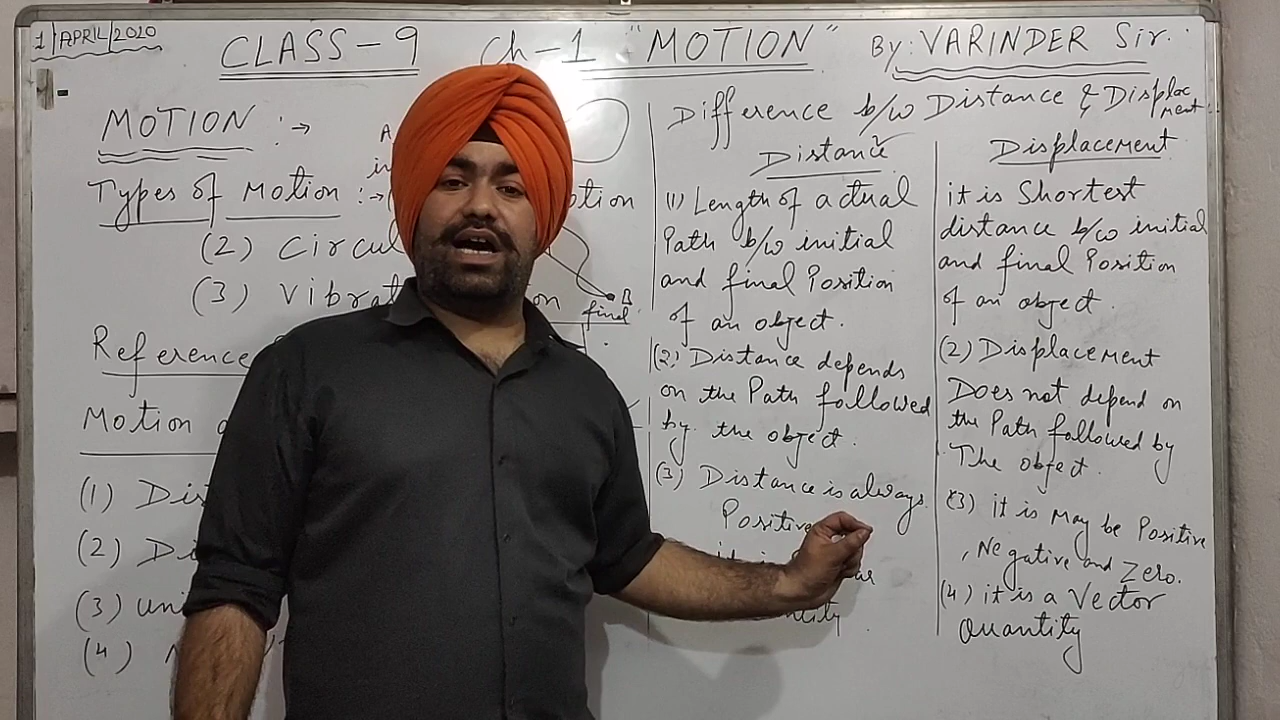 1/APRIL/2020
CLASS-9 Ch-1 "MOTION" By: VARINDER Sir.
MOTION :→
Types of Motion :→
(2) Circul
(3) Vibrat
B
final
Reference
Motion
(1) Dis
(2) Di
(3) uni
(4)
Difference b/w Distance & Displacment:
Distance
(1) Length of actual
Path b/w initial
and final Position
of an object.
(2) Distance depends
on the Path followed
by the object.
(3) Distance is always
Positive
Displacement
it is Shortest
distance b/w initial
and final Position
of an object.
(2) Displacement
Does not depend on
the Path followed by
The object.
(3) it is May be Positive
, Negative and Zero.
(4) it is a Vector
Quantity